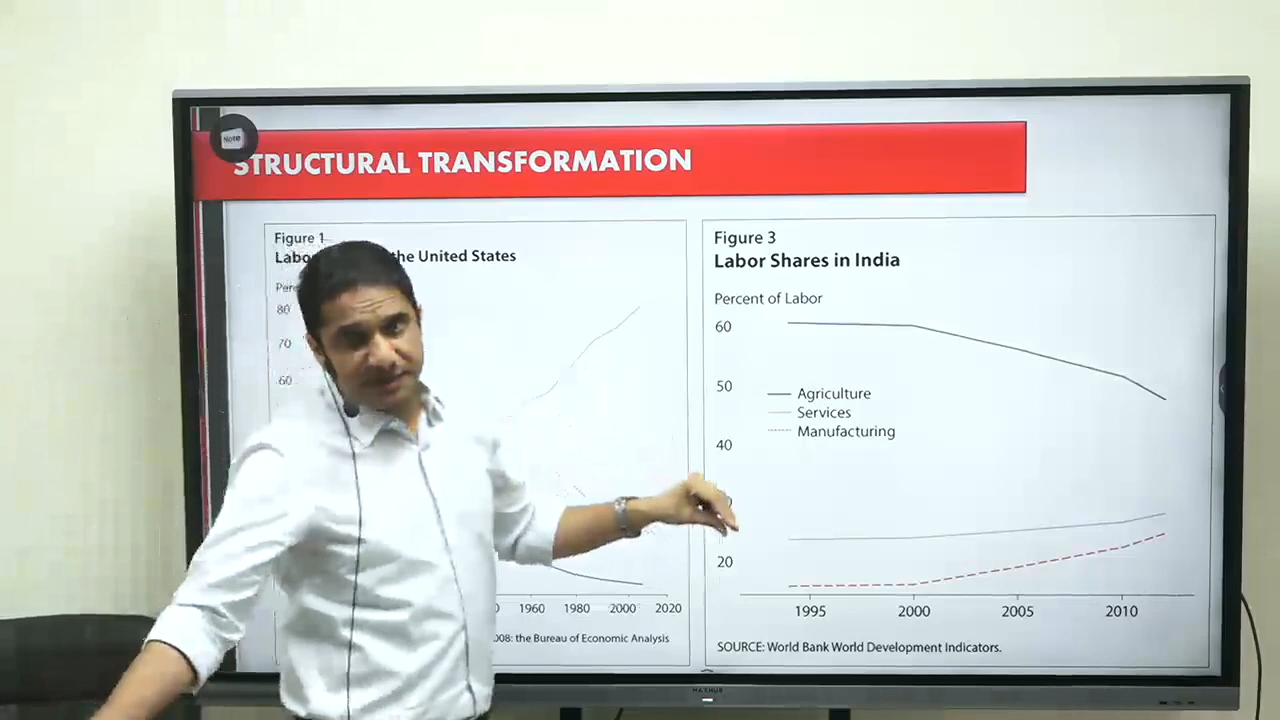 Note
STRUCTURAL TRANSFORMATION
Figure 1
the United States
80
70
60
1960 1980 2000 2020
the Bureau of Economic Analysis
Figure 3
Labor Shares in India
Percent of Labor
60
50
40
20
Agriculture
Services
Manufacturing
1995 2000 2005 2010
SOURCE: World Bank World Development Indicators.